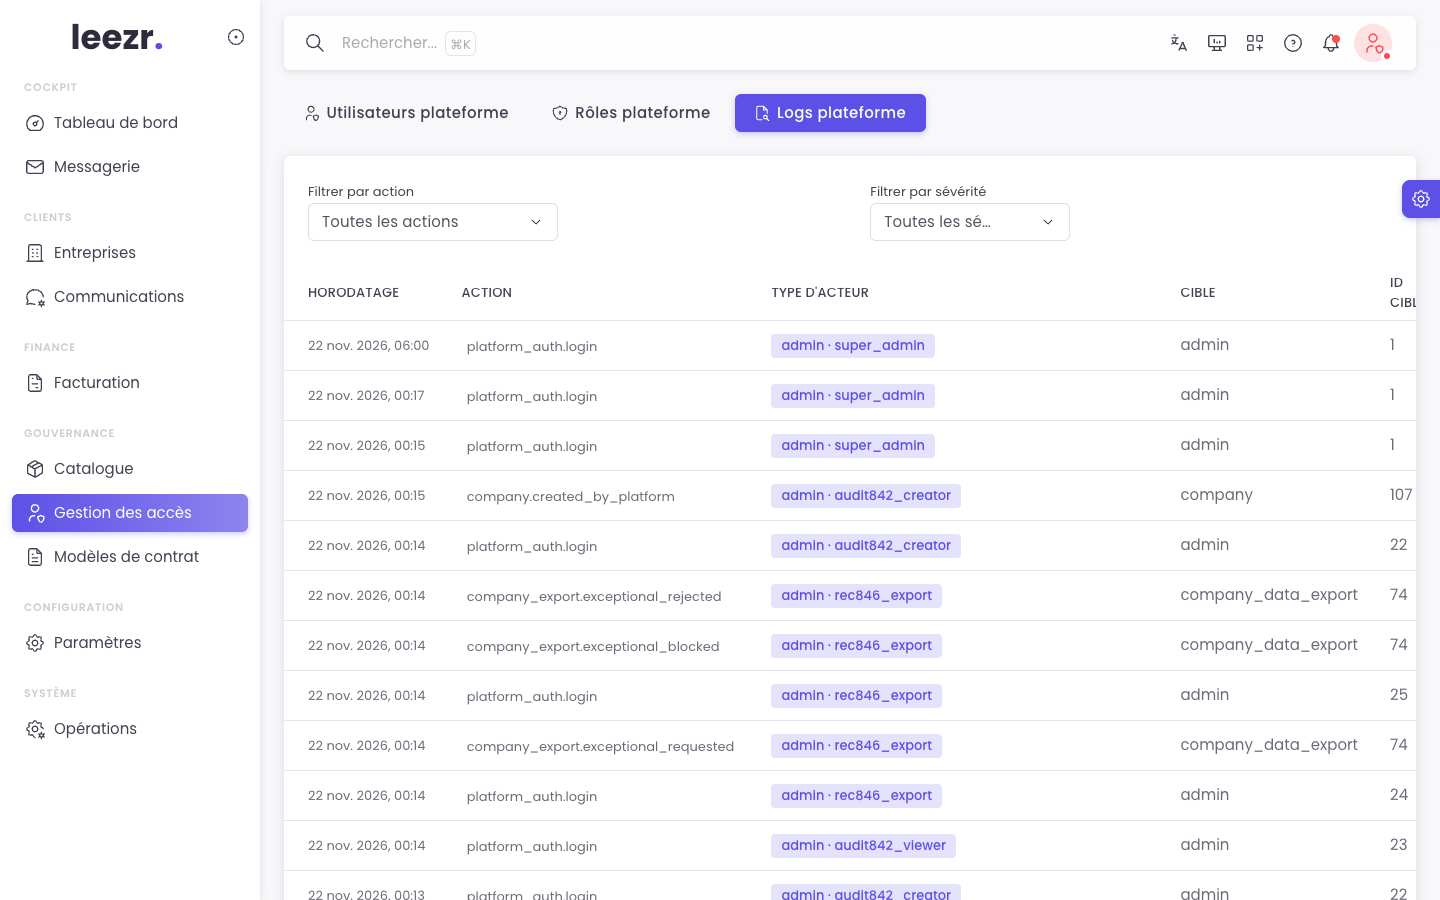 leezr.
COCKPIT
Tableau de bord
Messagerie
CLIENTS
Entreprises
Communications
FINANCE
Facturation
GOUVERNANCE
Catalogue
Gestion des accès
Modèles de contrat
CONFIGURATION
Paramètres
SYSTÈME
Opérations
Rechercher... ⌘K
Utilisateurs plateforme
Rôles plateforme
Logs plateforme
Filtrer par action
Toutes les actions
Filtrer par sévérité
Toutes les sé...
HORODATAGE ACTION TYPE D'ACTEUR CIBLE ID CIBL
22 nov. 2026, 06:00 platform_auth.login admin · super_admin admin 1
22 nov. 2026, 00:17 platform_auth.login admin · super_admin admin 1
22 nov. 2026, 00:15 platform_auth.login admin · super_admin admin 1
22 nov. 2026, 00:15 company.created_by_platform admin · audit842_creator company 107
22 nov. 2026, 00:14 platform_auth.login admin · audit842_creator admin 22
22 nov. 2026, 00:14 company_export.exceptional_rejected admin · rec846_export company_data_export 74
22 nov. 2026, 00:14 company_export.exceptional_blocked admin · rec846_export company_data_export 74
22 nov. 2026, 00:14 platform_auth.login admin · rec846_export admin 25
22 nov. 2026, 00:14 company_export.exceptional_requested admin · rec846_export company_data_export 74
22 nov. 2026, 00:14 platform_auth.login admin · rec846_export admin 24
22 nov. 2026, 00:14 platform_auth.login admin · audit842_viewer admin 23
22 nov. 2026, 00:13 platform_auth.login admin · audit842_creator admin 22